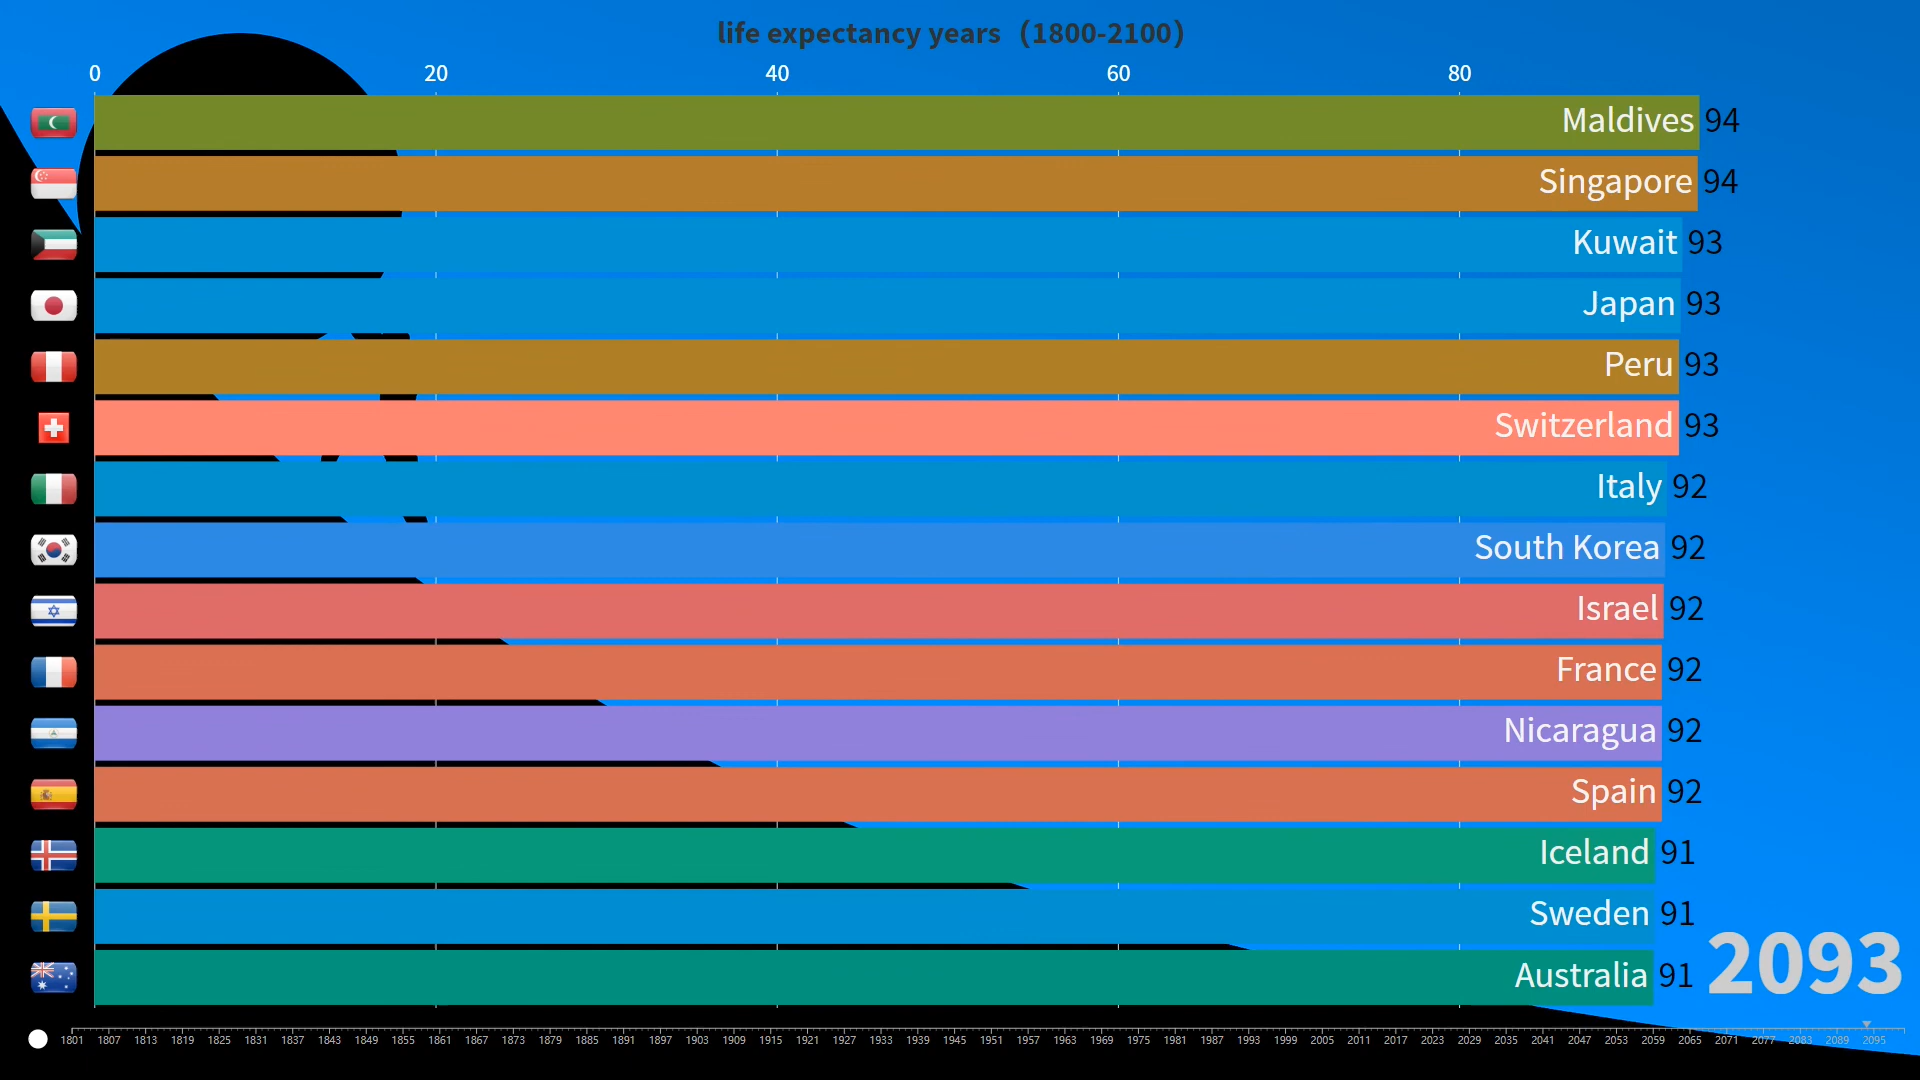 life expectancy years （1800-2100）
0 20 40 60 80
Maldives 94
Singapore 94
Kuwait 93
Japan 93
Peru 93
Switzerland 93
Italy 92
South Korea 92
Israel 92
France 92
Nicaragua 92
Spain 92
Iceland 91
Sweden 91
Australia 91
2093
1801 1807 1813 1819 1825 1831 1837 1843 1849 1855 1861 1867 1873 1879 1885 1891 1897 1903 1909 1915 1921 1927 1933 1939 1945 1951 1957 1963 1969 1975 1981 1987 1993 1999 2005 2011 2017 2023 2029 2035 2041 2047 2053 2059 2065 2071 2077 2083 2089 2095